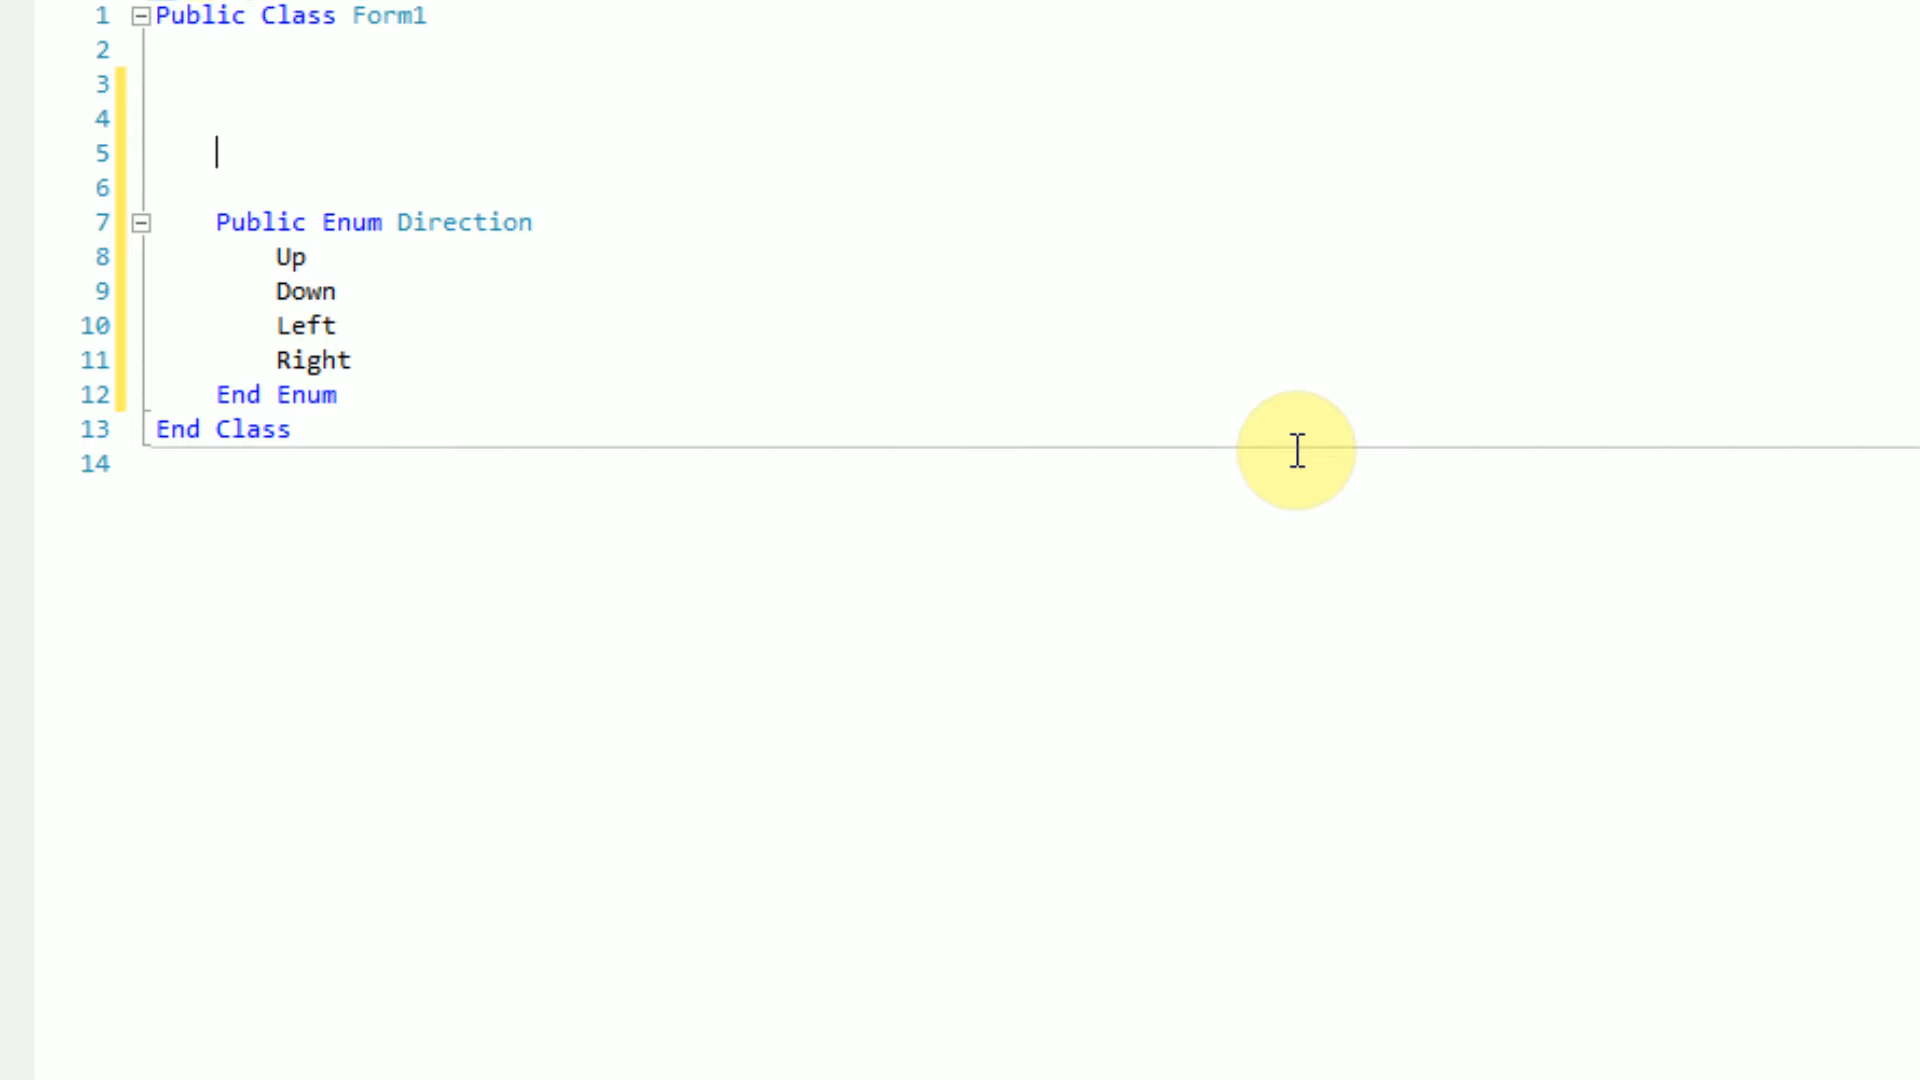 1 Public Class Form1
2
3
4
5
6
7 Public Enum Direction
8 Up
9 Down
10 Left
11 Right
12 End Enum
13 End Class
14